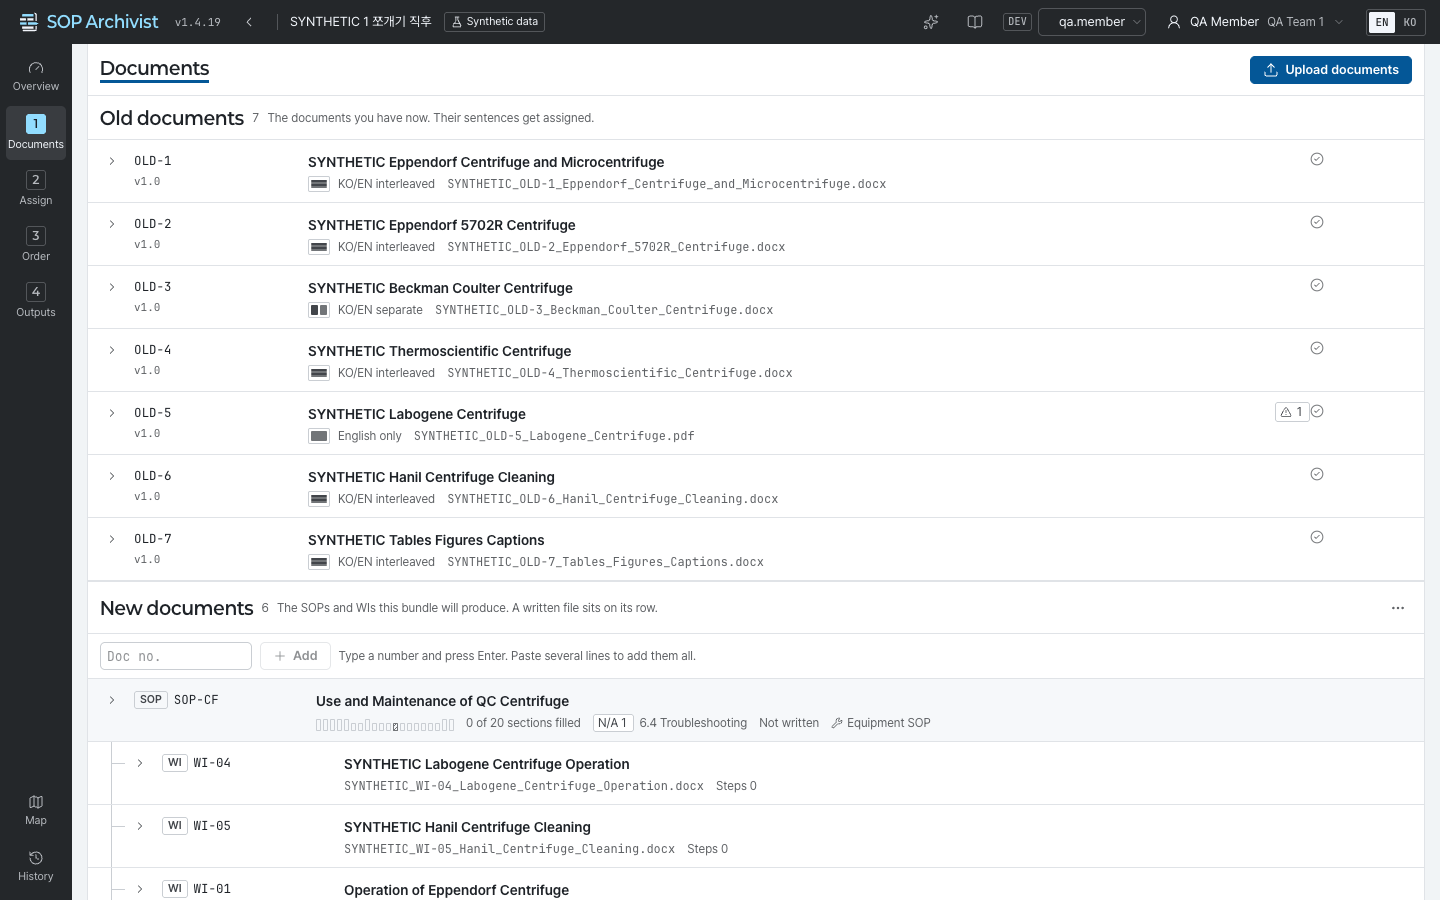 SOP Archivist v1.4.19 SYNTHETIC 1 쪼개기 직후 Synthetic data DEV qa.member QA Member QA Team 1 EN KO
Overview
1
Documents
2
Assign
3
Order
4
Outputs
Map
History
Documents
Upload documents
Old documents 7 The documents you have now. Their sentences get assigned.
OLD-1 SYNTHETIC Eppendorf Centrifuge and Microcentrifuge
v1.0 KO/EN interleaved SYNTHETIC_OLD-1_Eppendorf_Centrifuge_and_Microcentrifuge.docx
OLD-2 SYNTHETIC Eppendorf 5702R Centrifuge
v1.0 KO/EN interleaved SYNTHETIC_OLD-2_Eppendorf_5702R_Centrifuge.docx
OLD-3 SYNTHETIC Beckman Coulter Centrifuge
v1.0 KO/EN separate SYNTHETIC_OLD-3_Beckman_Coulter_Centrifuge.docx
OLD-4 SYNTHETIC Thermoscientific Centrifuge
v1.0 KO/EN interleaved SYNTHETIC_OLD-4_Thermoscientific_Centrifuge.docx
OLD-5 SYNTHETIC Labogene Centrifuge 1
v1.0 English only SYNTHETIC_OLD-5_Labogene_Centrifuge.pdf
OLD-6 SYNTHETIC Hanil Centrifuge Cleaning
v1.0 KO/EN interleaved SYNTHETIC_OLD-6_Hanil_Centrifuge_Cleaning.docx
OLD-7 SYNTHETIC Tables Figures Captions
v1.0 KO/EN interleaved SYNTHETIC_OLD-7_Tables_Figures_Captions.docx
New documents 6 The SOPs and WIs this bundle will produce. A written file sits on its row.
Doc no. Add Type a number and press Enter. Paste several lines to add them all.
SOP SOP-CF Use and Maintenance of QC Centrifuge
0 of 20 sections filled N/A 1 6.4 Troubleshooting Not written Equipment SOP
WI WI-04 SYNTHETIC Labogene Centrifuge Operation
SYNTHETIC_WI-04_Labogene_Centrifuge_Operation.docx Steps 0
WI WI-05 SYNTHETIC Hanil Centrifuge Cleaning
SYNTHETIC_WI-05_Hanil_Centrifuge_Cleaning.docx Steps 0
WI WI-01 Operation of Eppendorf Centrifuge